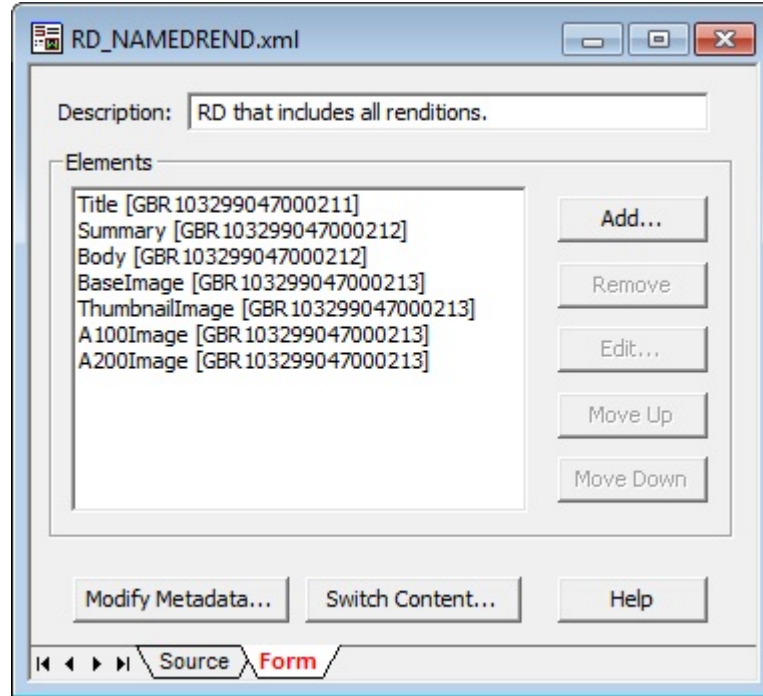 RD_NAMEDREND.xml
Description: RD that includes all renditions.
Elements
Title [GBR103299047000211]
Summary [GBR103299047000212]
Body [GBR103299047000212]
BaseImage [GBR103299047000213]
ThumbnailImage [GBR103299047000213]
A100Image [GBR103299047000213]
A200Image [GBR103299047000213]
Add...
Remove
Edit...
Move Up
Move Down
Modify Metadata... Switch Content... Help
Source Form